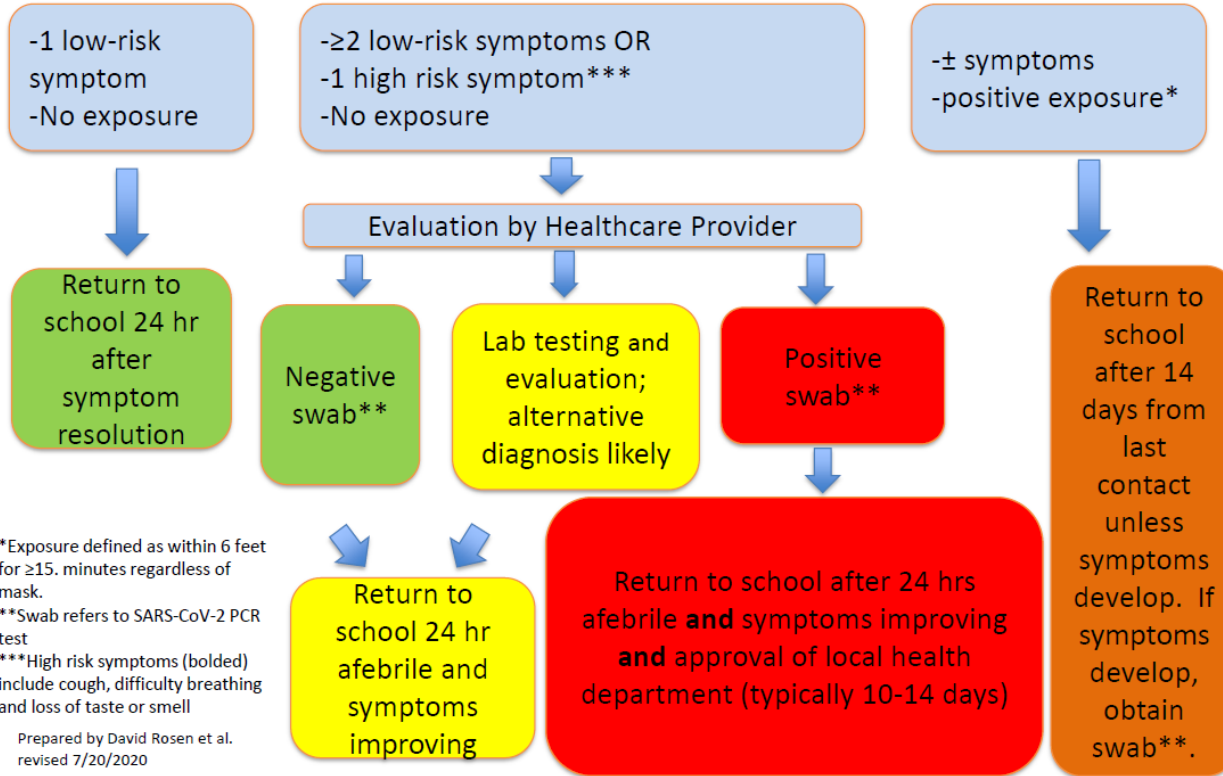 -1 low-risk
symptom
-No exposure
-≥2 low-risk symptoms OR
-1 high risk symptom***
-No exposure
-± symptoms
-positive exposure*
Evaluation by Healthcare Provider
Return to
school 24 hr
after
symptom
resolution
Negative
swab**
Lab testing and
evaluation;
alternative
diagnosis likely
Positive
swab**
Return to
school
after 14
days from
last
contact
unless
symptoms
develop. If
symptoms
develop,
obtain
swab**.
Return to
school 24 hr
afebrile and
symptoms
improving
Return to school after 24 hrs
afebrile and symptoms improving
and approval of local health
department (typically 10-14 days)
*Exposure defined as within 6 feet
for ≥15. minutes regardless of
mask.
**Swab refers to SARS-CoV-2 PCR
test
***High risk symptoms (bolded)
include cough, difficulty breathing
and loss of taste or smell
Prepared by David Rosen et al.
revised 7/20/2020